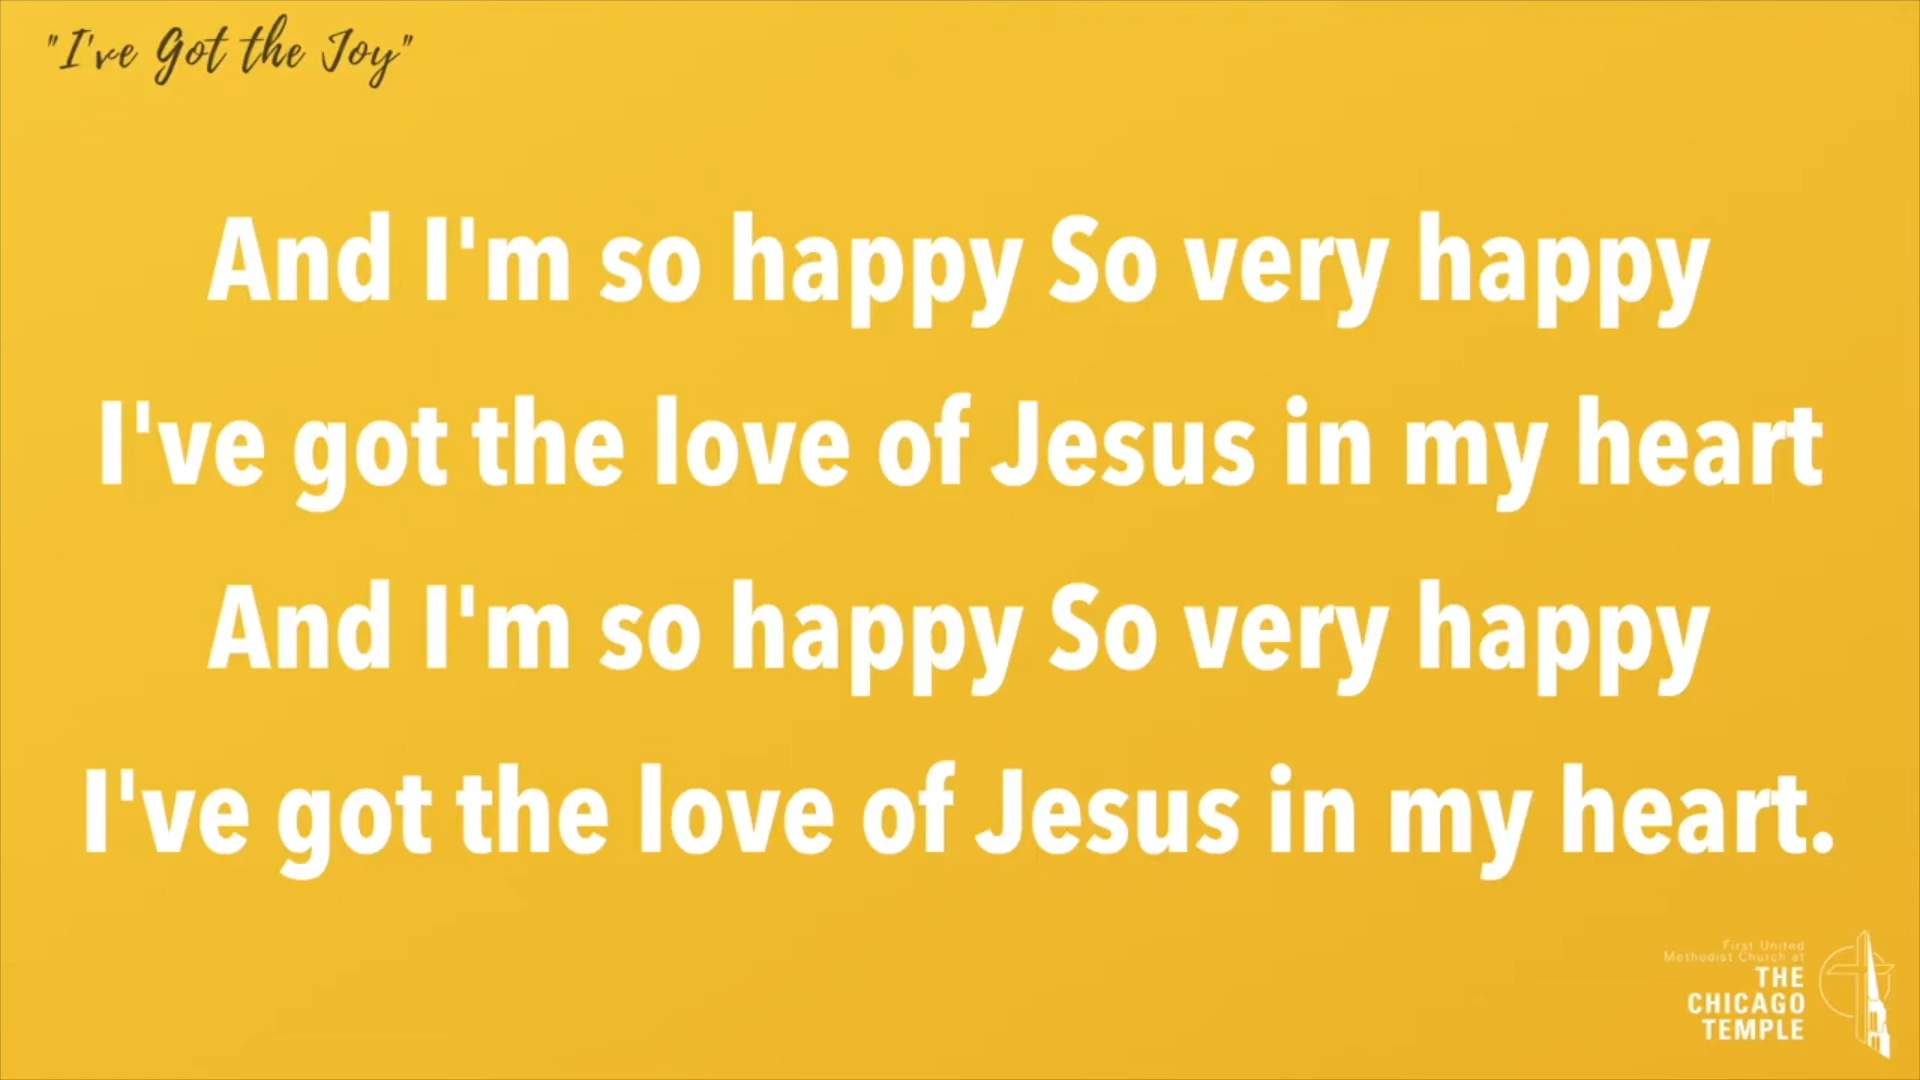 "I've Got the Joy"
And I'm so happy So very happy
I've got the love of Jesus in my heart
And I'm so happy So very happy
I've got the love of Jesus in my heart.
First United
Methodist Church at
THE
CHICAGO
TEMPLE